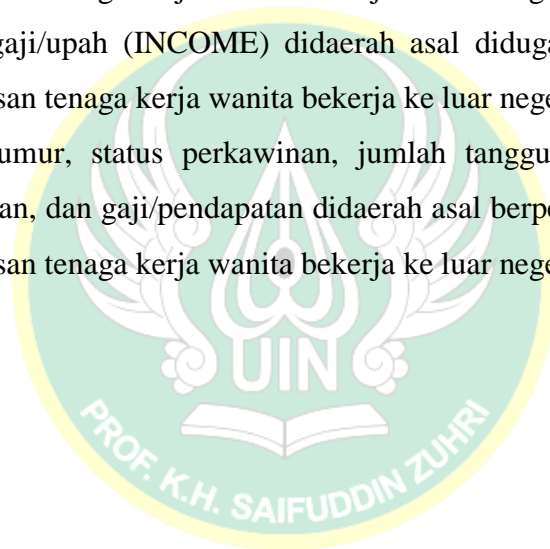 gaji/upah (INCOME) didaerah asal diduga
san tenaga kerja wanita bekerja ke luar nege
umur, status perkawinan, jumlah tanggu
an, dan gaji/pendapatan didaerah asal berpe
san tenaga kerja wanita bekerja ke luar nege
UIN
PROF. K.H. SAIFUDDIN ZUHRI